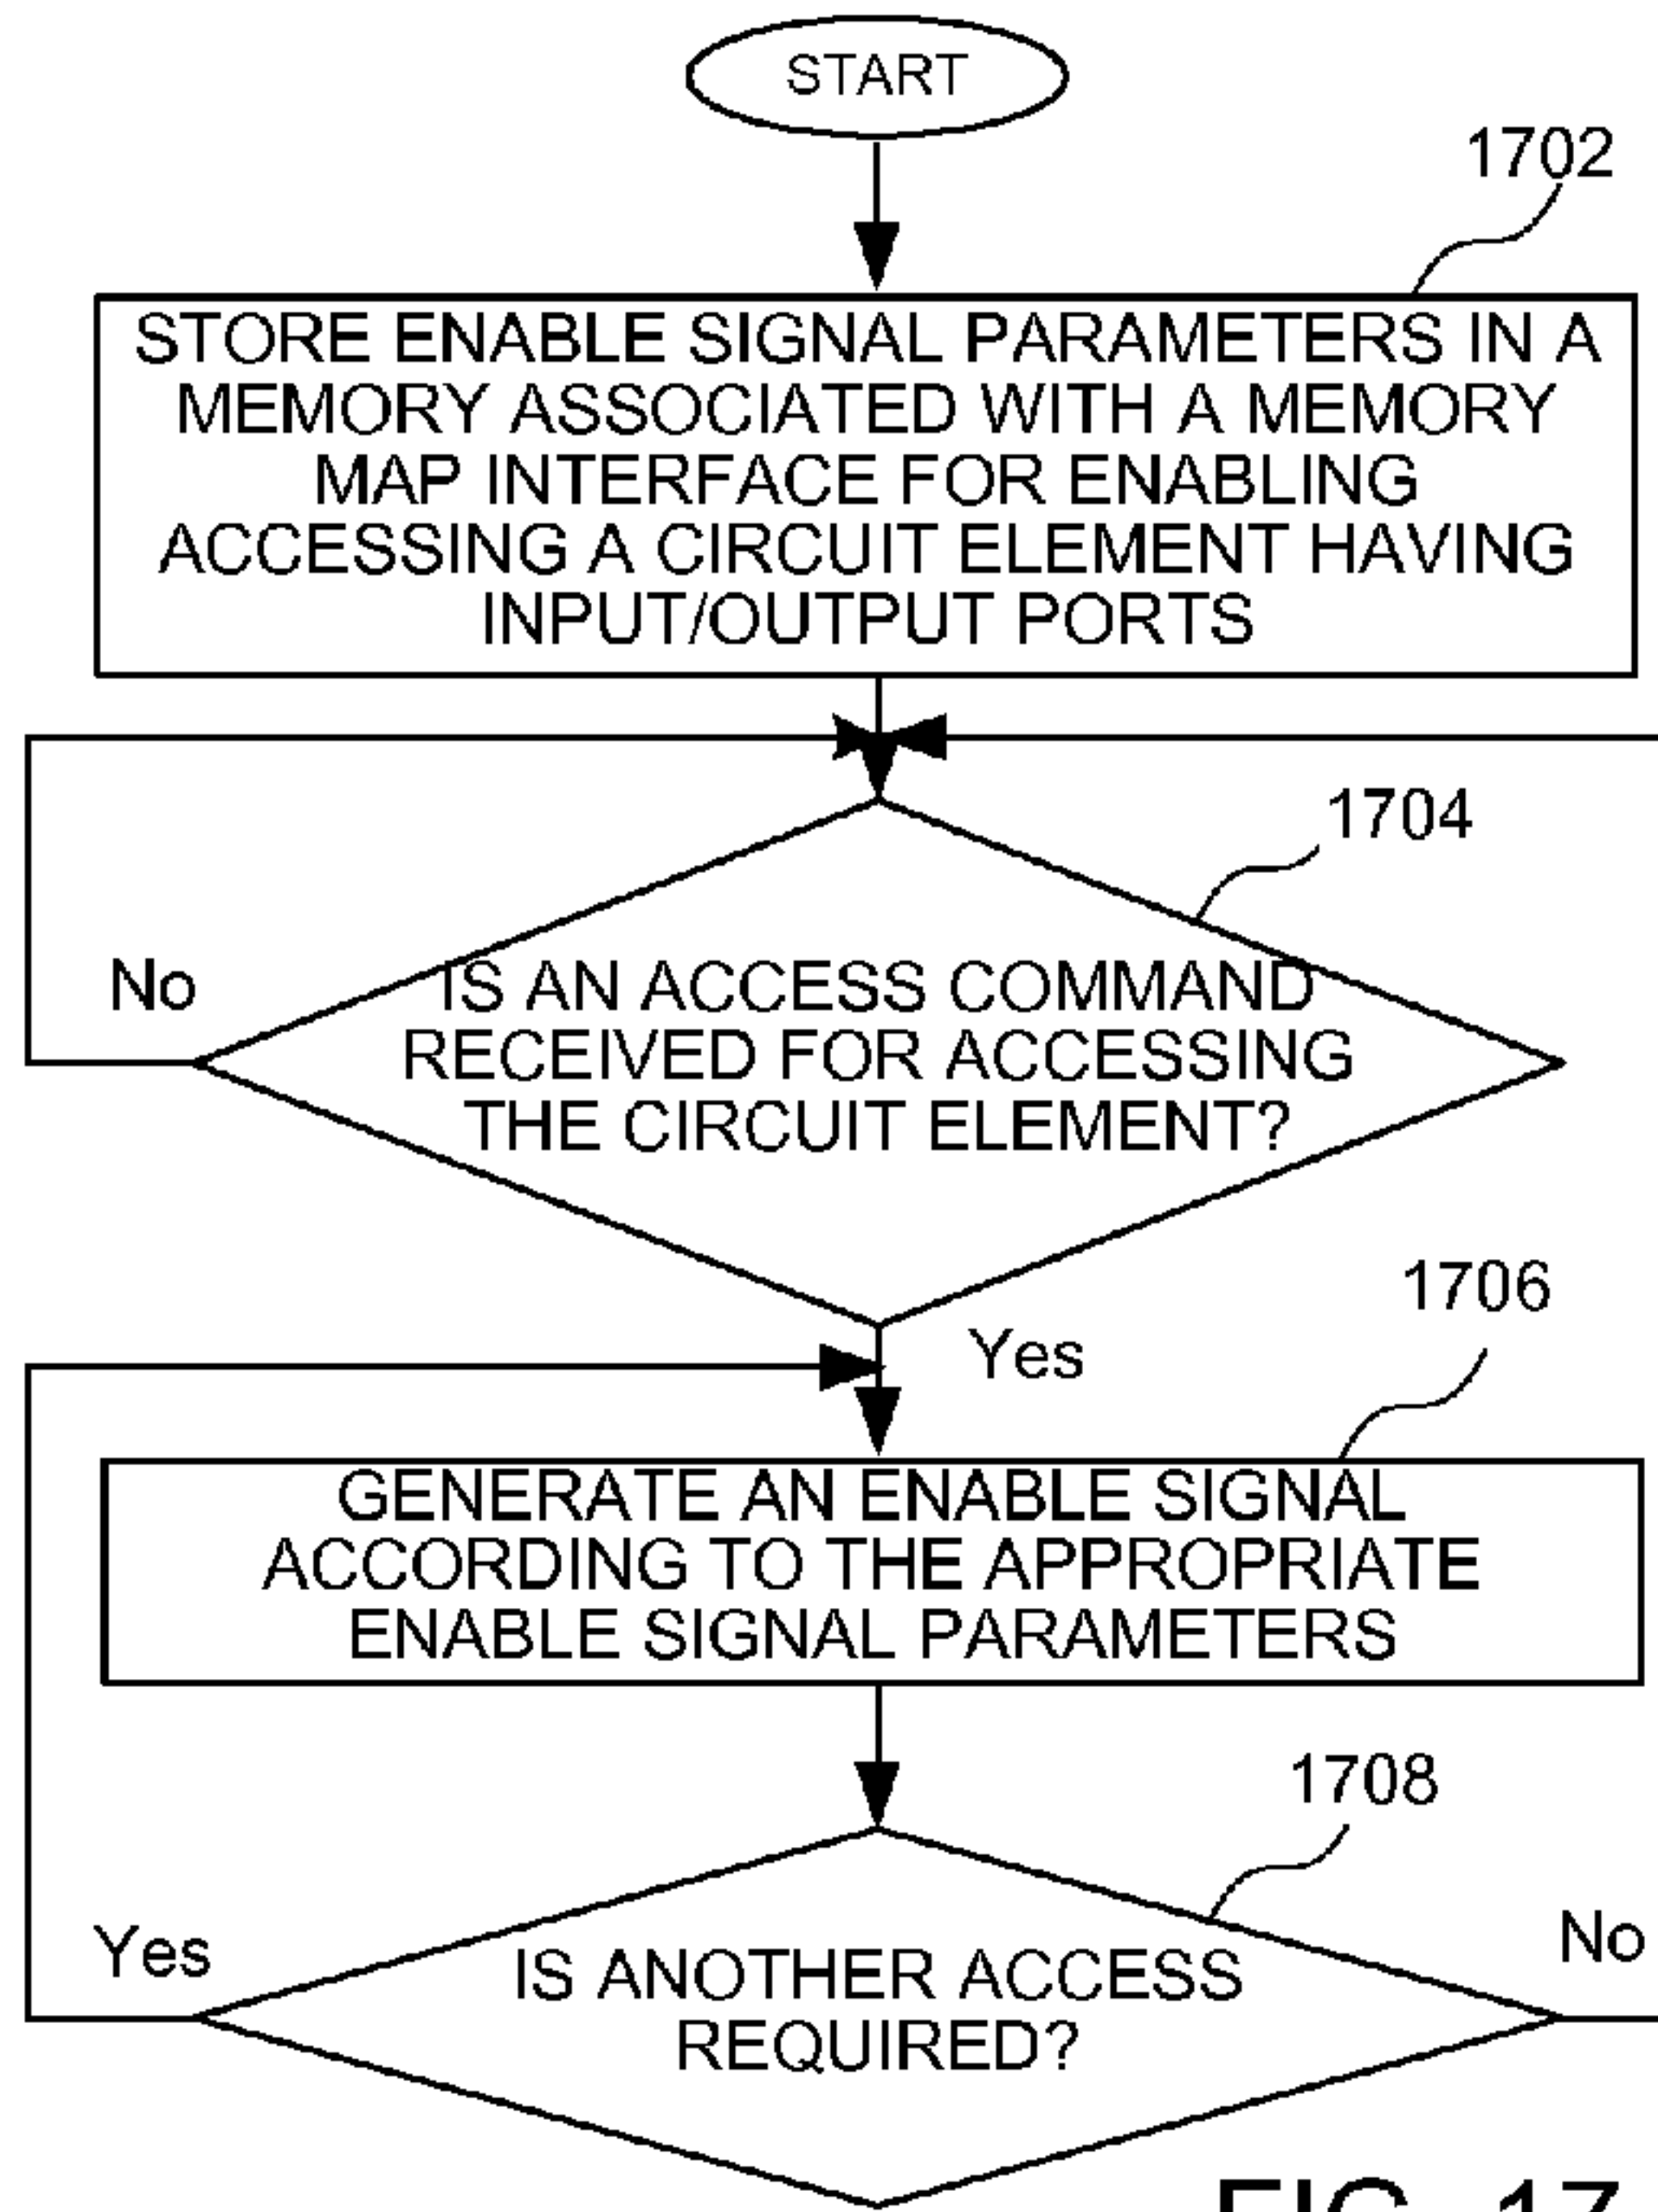 START
1702
STORE ENABLE SIGNAL PARAMETERS IN A
MEMORY ASSOCIATED WITH A MEMORY
MAP INTERFACE FOR ENABLING
ACCESSING A CIRCUIT ELEMENT HAVING
INPUT/OUTPUT PORTS
1704
No
IS AN ACCESS COMMAND
RECEIVED FOR ACCESSING
THE CIRCUIT ELEMENT?
Yes
1706
GENERATE AN ENABLE SIGNAL
ACCORDING TO THE APPROPRIATE
ENABLE SIGNAL PARAMETERS
1708
Yes
No
IS ANOTHER ACCESS
REQUIRED?
FIG. 17